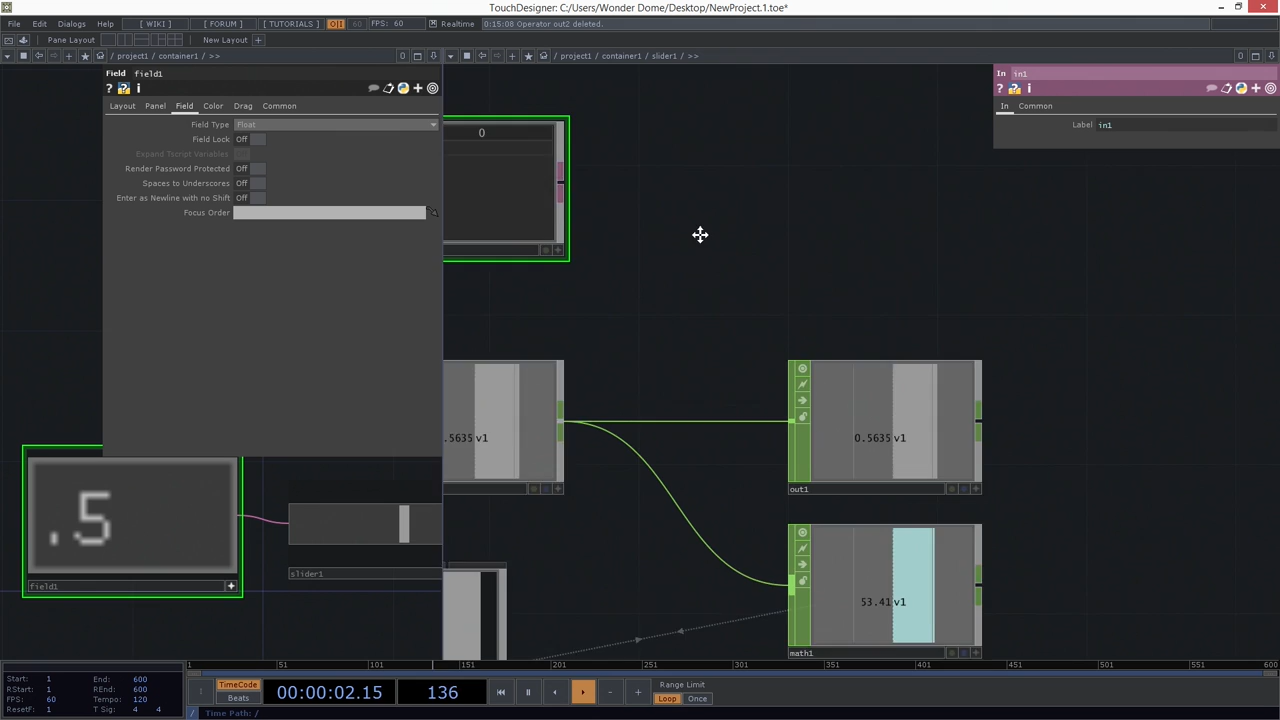 TouchDesigner: C:/Users/Wonder Dome/Desktop/NewProject.1.toe*
File Edit Dialogs Help [ WIKI ] [ FORUM ] [ TUTORIALS ] O|I 60 FPS: 60 Realtime 0:15:08 Operator out2 deleted.
Pane Layout New Layout +
/ project1 / container1 / >> 0 / project1 / container1 / slider1 / >> 0
Field field1
? ? i
Layout Panel Field Color Drag Common
Field Type Float
Field Lock Off
Expand Tscript Variables
Render Password Protected Off
Spaces to Underscores Off
Enter as Newline with no Shift Off
Focus Order
In in1
? ? i
In Common
Label in1
0
.5635 v1
0.5635 v1
out1
.5
field1
slider1
53.41 v1
math1
1 51 101 151 201 251 301 351 401 451 501 551 600
Start: 1 End: 600
RStart: 1 REnd: 600
FPS: 60 Tempo: 120
ResetF: 1 T Sig: 4 4
TimeCode
Beats
00:00:02.15 136
Range Limit
Loop Once
/ Time Path: /